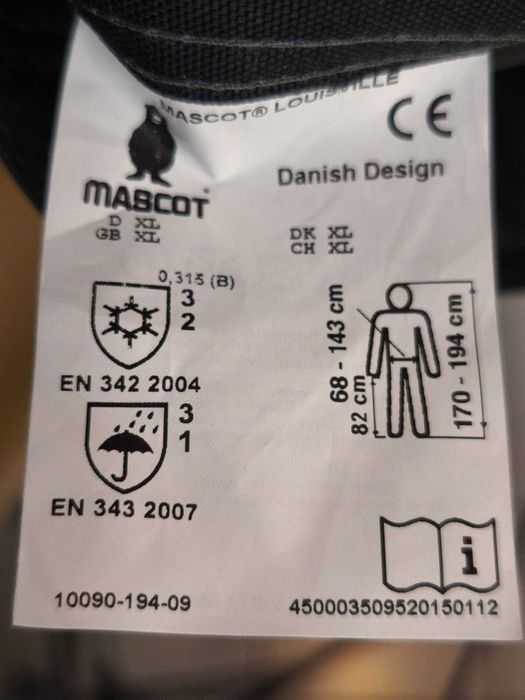 MASCOT® LOUISVILLE
CE
MASCOT®
Danish Design
D XL
GB XL
DK XL
CH XL
0,315 (B)
3
2
EN 342 2004
68 - 143 cm
82 cm
170 - 194 cm
3
1
EN 343 2007
i
10090-194-09
450003509520150112